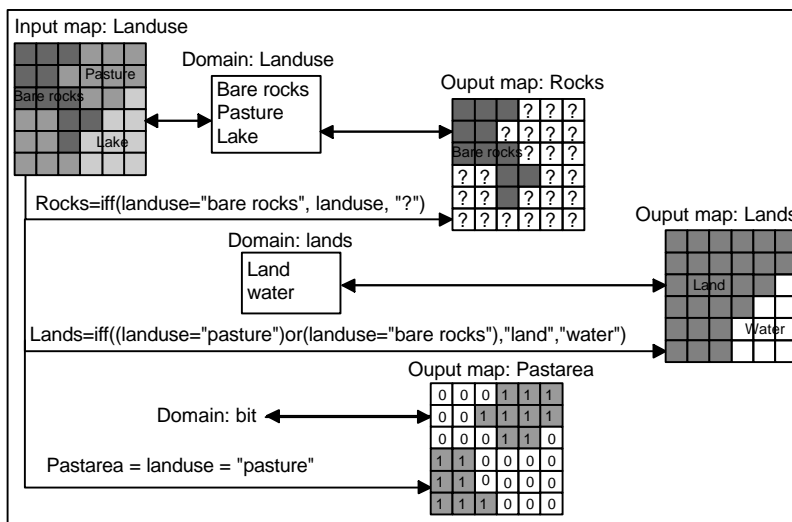 Input map: Landuse
Pasture
Bare rocks
Lake
Domain: Landuse
Bare rocks
Pasture
Lake
Ouput map: Rocks
? ? ?
? ? ? ?
Bare rocks ? ? ?
? ? ? ?
? ? ? ? ?
? ? ? ? ? ?
Rocks=iff(landuse="bare rocks", landuse, "?")
Domain: lands
Land
water
Ouput map: Lands
Land
Water
Lands=iff((landuse="pasture")or(landuse="bare rocks"),"land","water")
Ouput map: Pastarea
Domain: bit
0 0 0 1 1 1
0 0 1 1 1 1
0 0 0 1 1 0
1 1 0 0 0 0
1 1 0 0 0 0
1 1 1 0 0 0
Pastarea = landuse = "pasture"